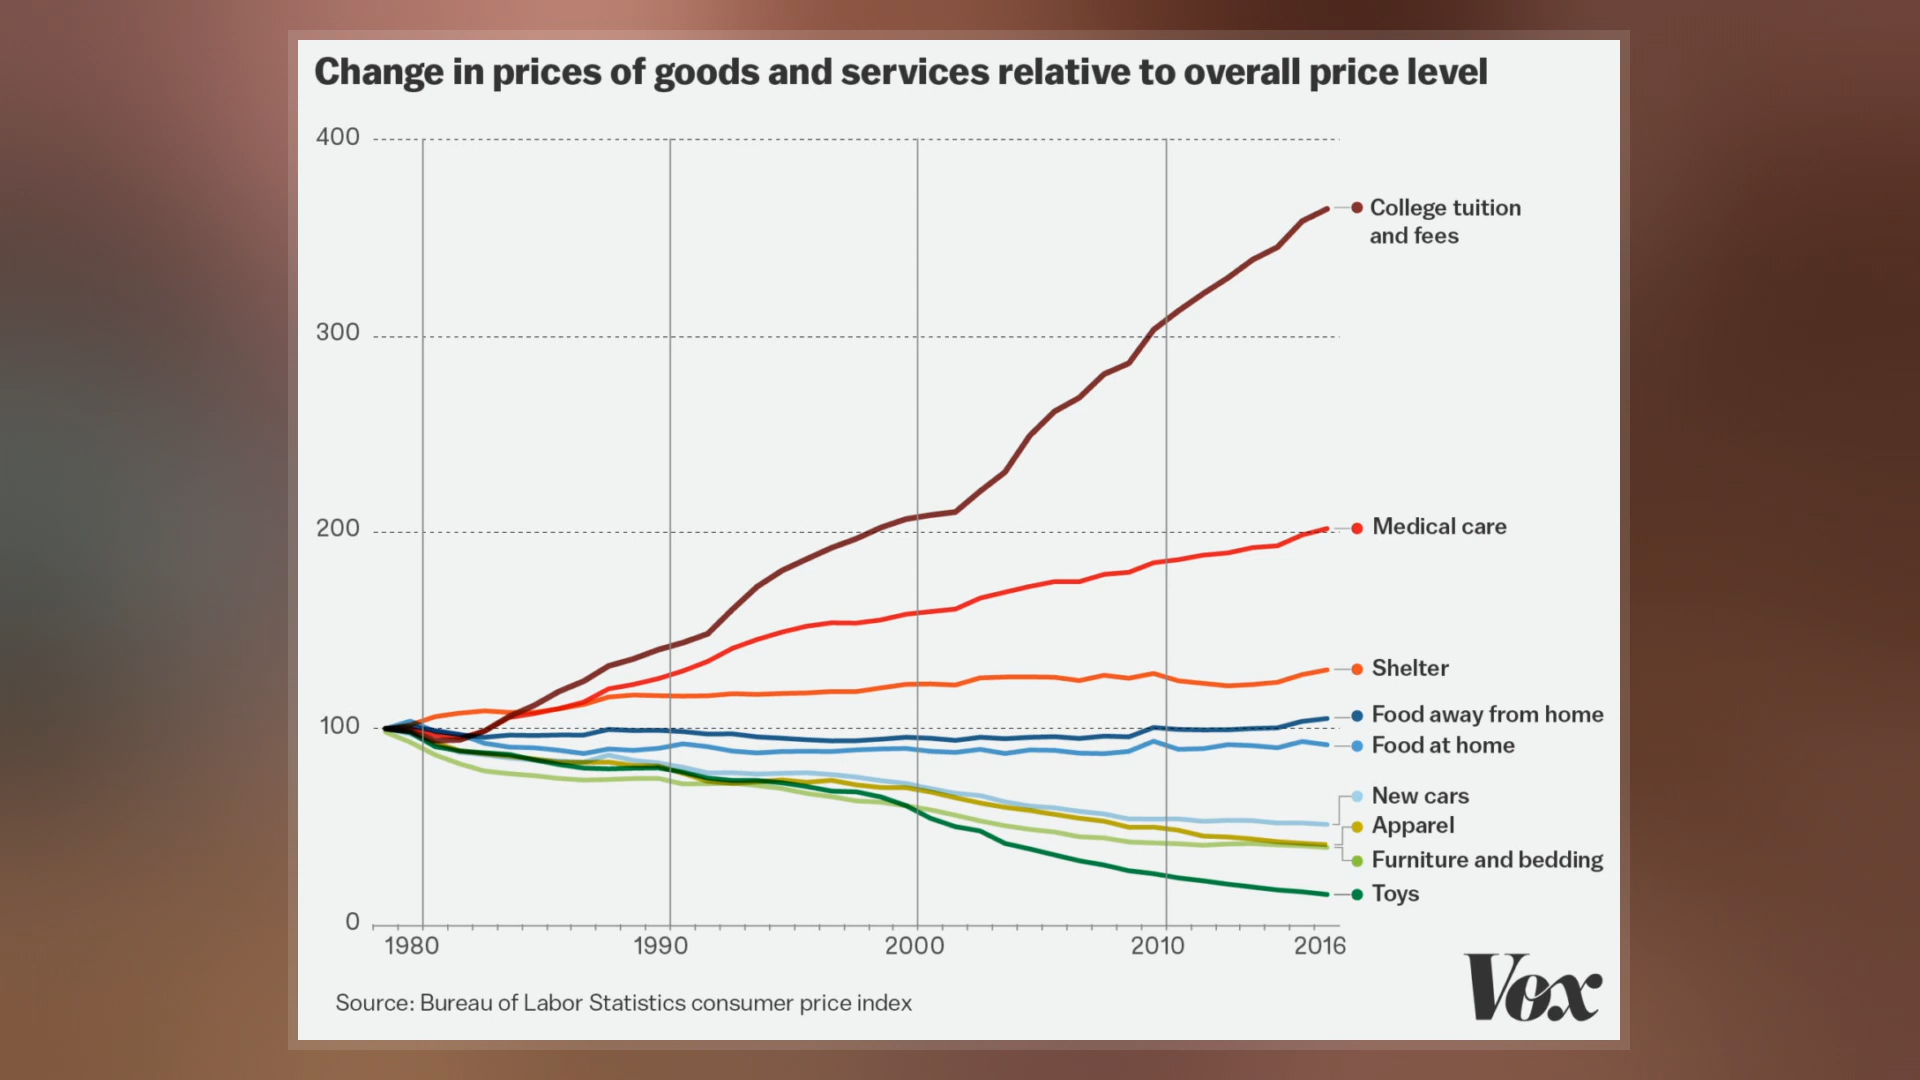 Change in prices of goods and services relative to overall price level
400
300
200
100
0
College tuition
and fees
Medical care
Shelter
Food away from home
Food at home
New cars
Apparel
Furniture and bedding
Toys
1980 1990 2000 2010 2016
Source: Bureau of Labor Statistics consumer price index
Vox